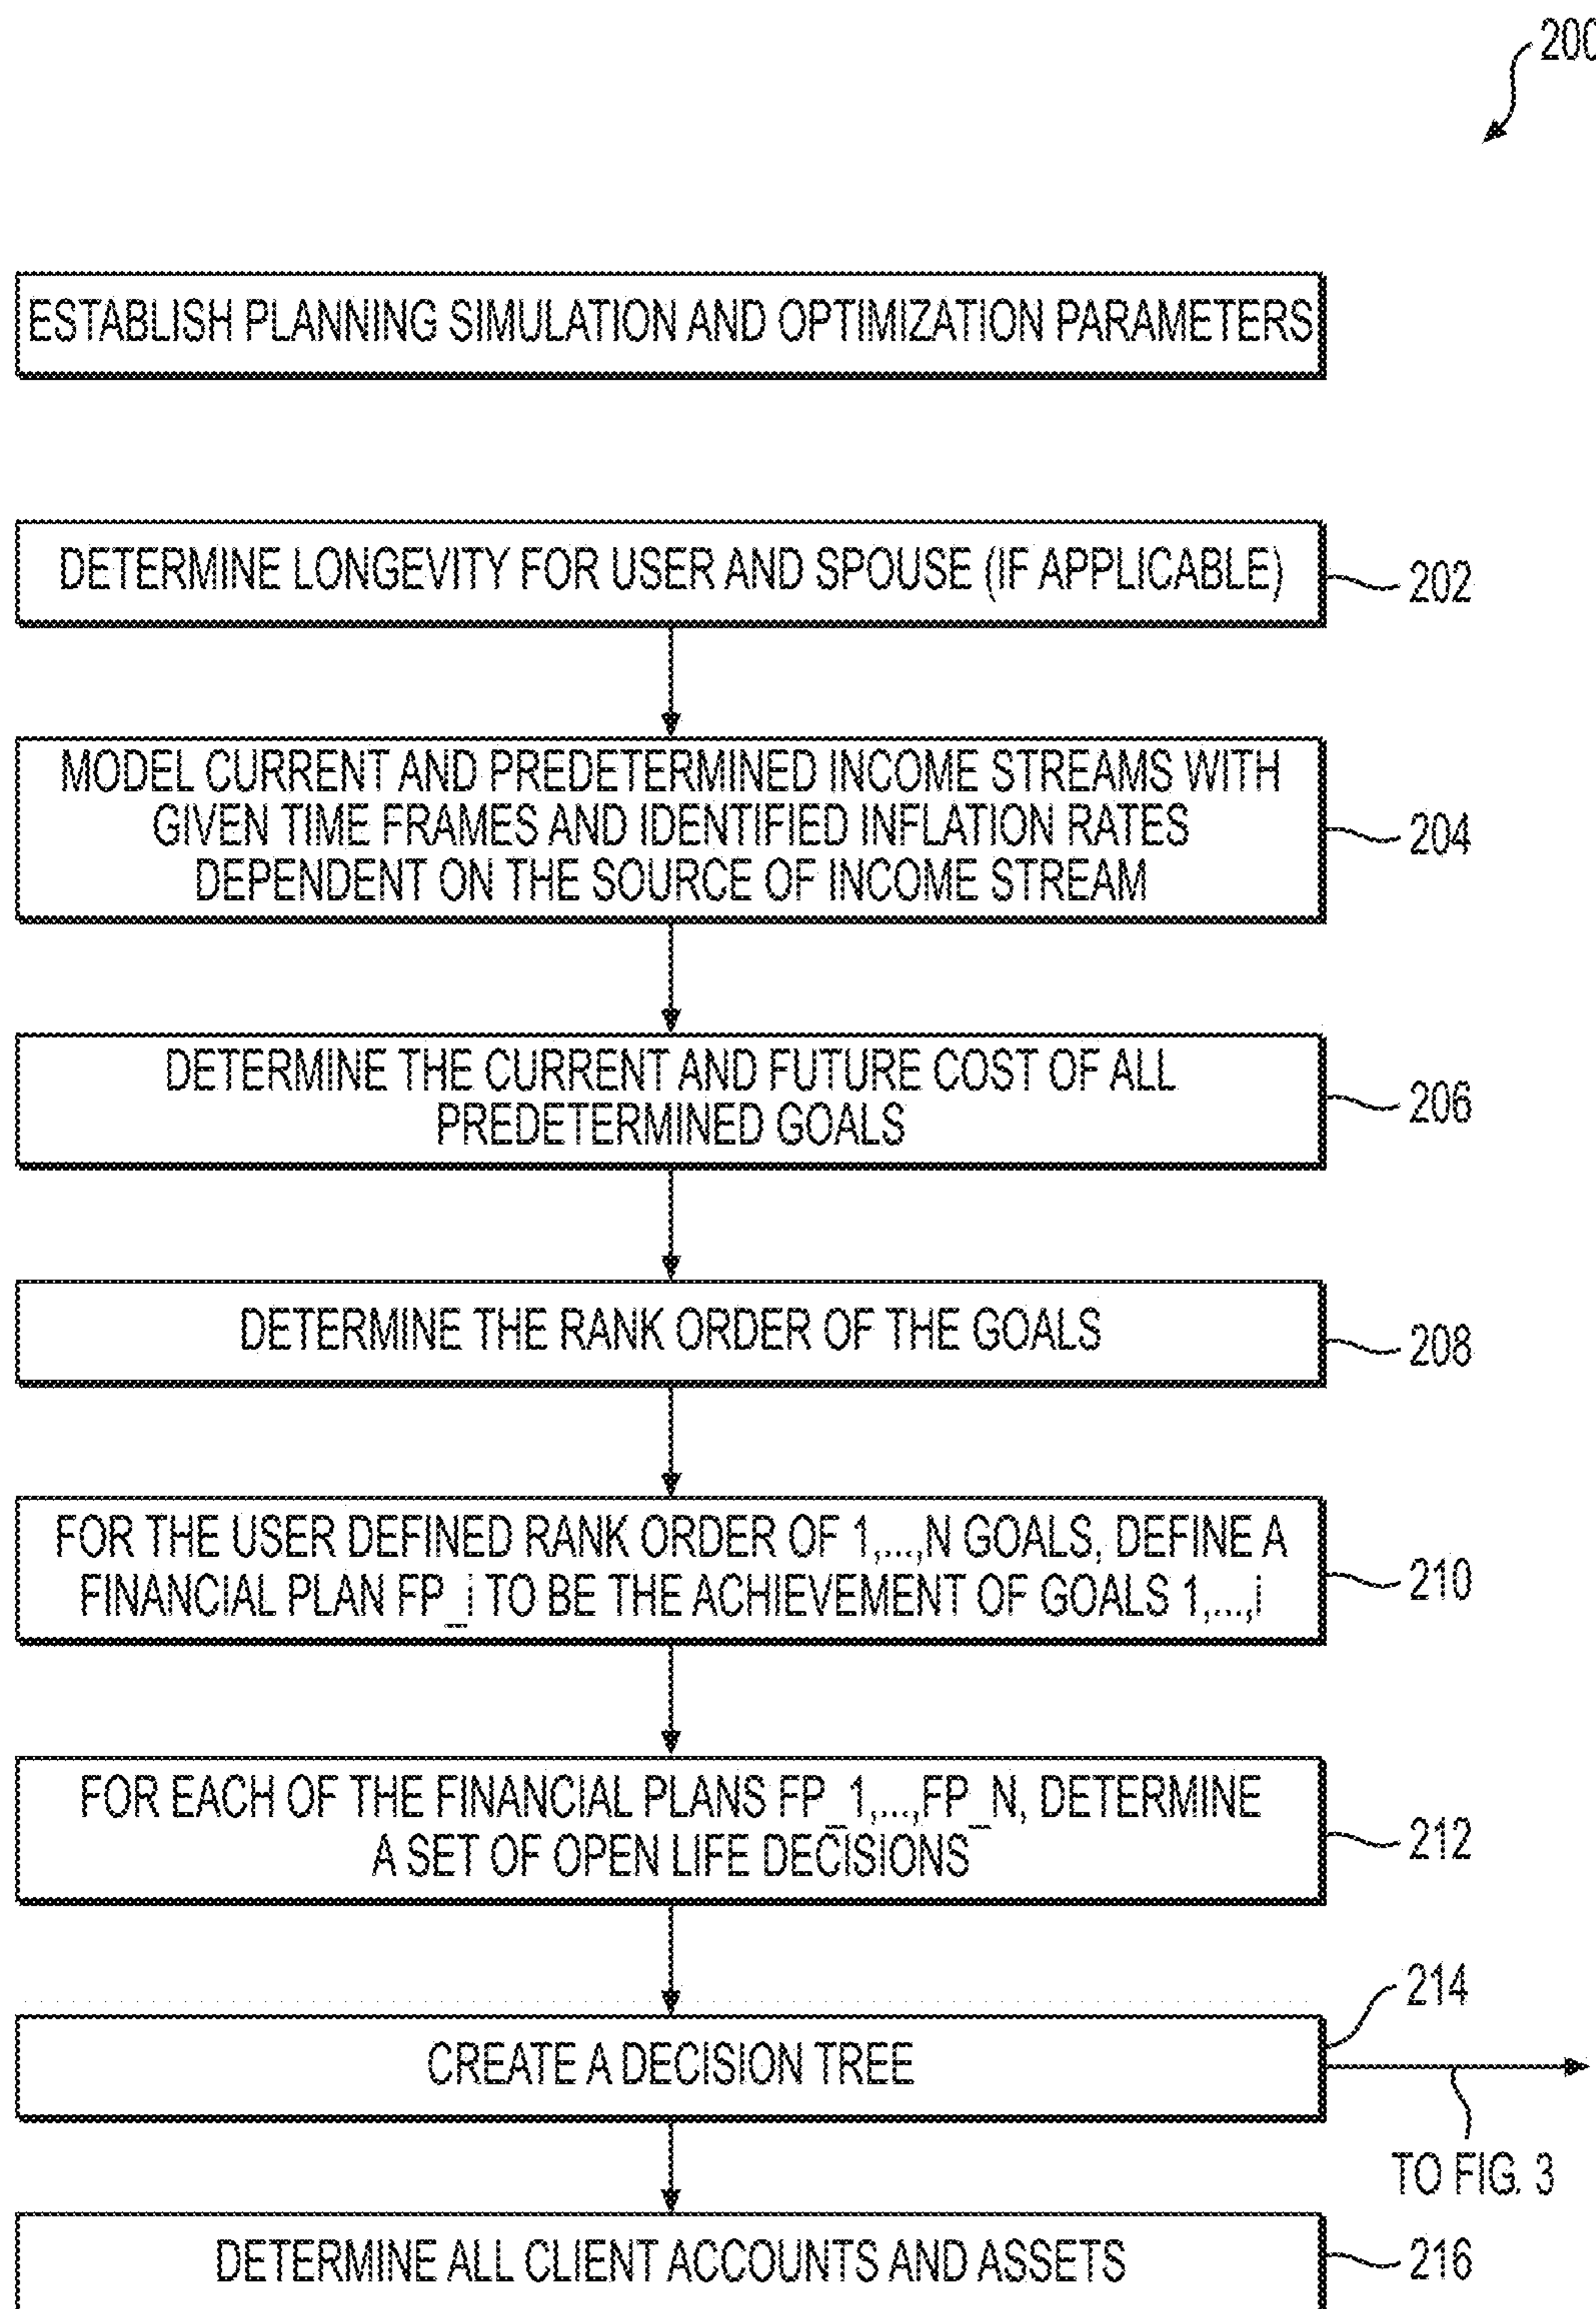 200
ESTABLISH PLANNING SIMULATION AND OPTIMIZATION PARAMETERS
DETERMINE LONGEVITY FOR USER AND SPOUSE (IF APPLICABLE)
202
MODEL CURRENT AND PREDETERMINED INCOME STREAMS WITH
GIVEN TIME FRAMES AND IDENTIFIED INFLATION RATES
DEPENDENT ON THE SOURCE OF INCOME STREAM
204
DETERMINE THE CURRENT AND FUTURE COST OF ALL
PREDETERMINED GOALS
206
DETERMINE THE RANK ORDER OF THE GOALS
208
FOR THE USER DEFINED RANK ORDER OF 1,...,N GOALS, DEFINE A
FINANCIAL PLAN FP_i TO BE THE ACHIEVEMENT OF GOALS 1,...,i
210
FOR EACH OF THE FINANCIAL PLANS FP_1,...,FP_N, DETERMINE
A SET OF OPEN LIFE DECISIONS
212
214
CREATE A DECISION TREE
TO FIG. 3
DETERMINE ALL CLIENT ACCOUNTS AND ASSETS
216